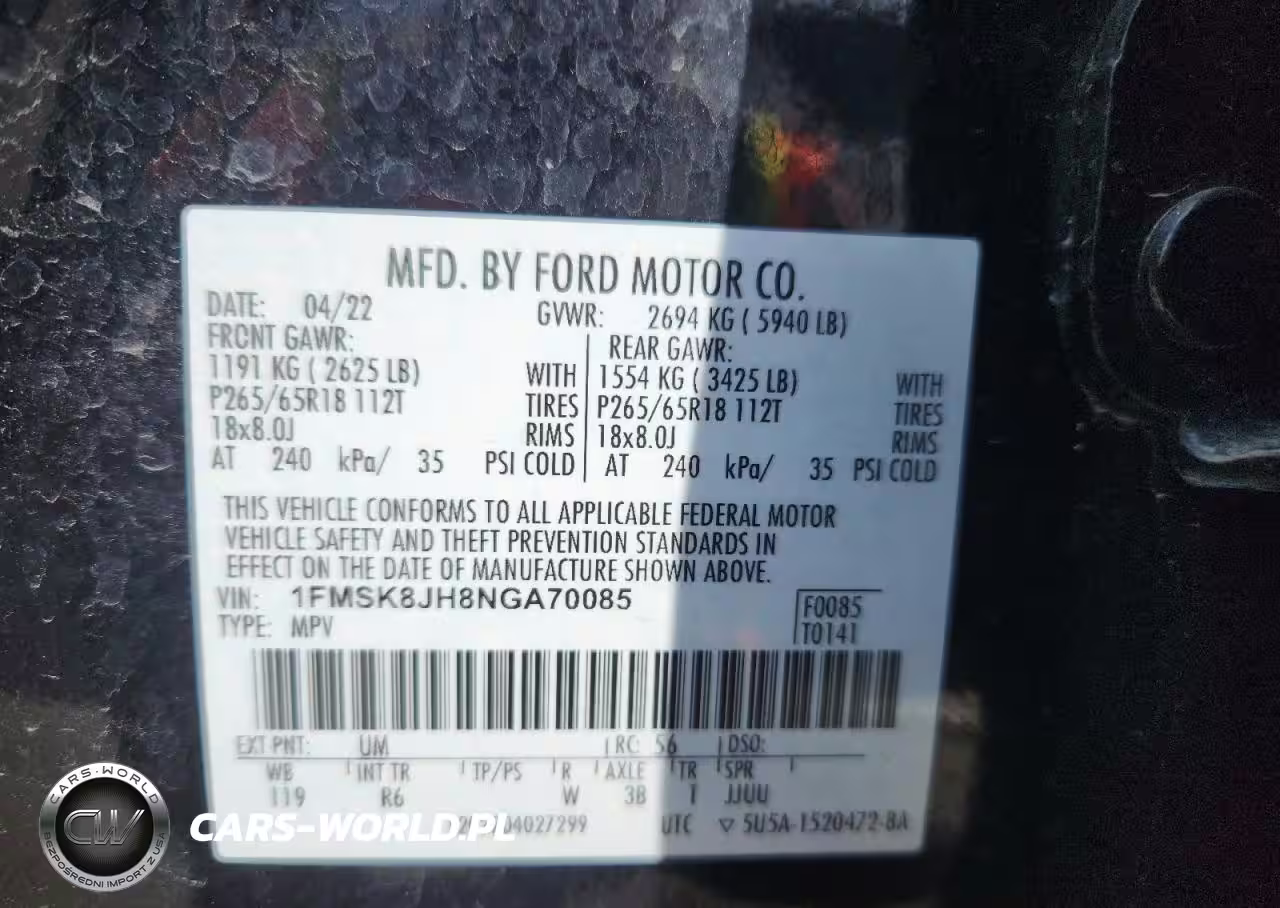 MFD. BY FORD MOTOR CO.
DATE: 04/22 GVWR: 2694 KG ( 5940 LB)
FRONT GAWR: REAR GAWR:
1191 KG ( 2625 LB) WITH 1554 KG ( 3425 LB) WITH
P265/65R18 112T TIRES P265/65R18 112T TIRES
18x8.0J RIMS 18x8.0J RIMS
AT 240 kPa/ 35 PSI COLD AT 240 kPa/ 35 PSI COLD
THIS VEHICLE CONFORMS TO ALL APPLICABLE FEDERAL MOTOR
VEHICLE SAFETY AND THEFT PREVENTION STANDARDS IN
EFFECT ON THE DATE OF MANUFACTURE SHOWN ABOVE.
VIN: 1FMSK8JH8NGA70085
F0085
TYPE: MPV
T0141
EXT PNT: UM RC: 56 DSO:
WB INT TR TP/PS R AXLE TR SPR
119 R6 W 3B T JJUU
UTC ▽ 5U5A-1520472-BA
CARS-WORLD.PL
CARS-WORLD
CW
BEZPOŚREDNI IMPORT Z USA